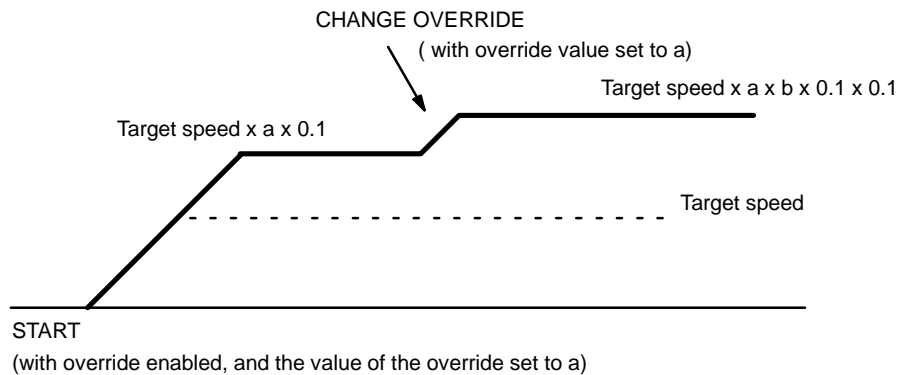 CHANGE OVERRIDE
( with override value set to a)
Target speed x a x b x 0.1 x 0.1
Target speed x a x 0.1
Target speed
START
(with override enabled, and the value of the override set to a)